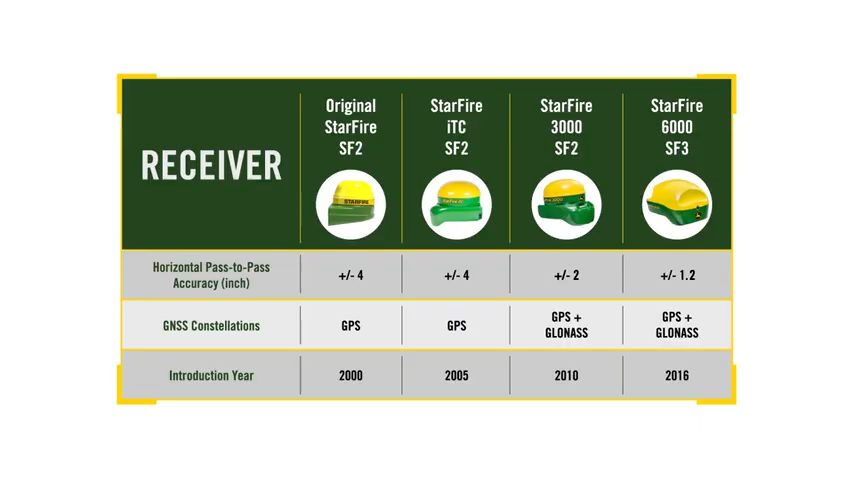 RECEIVER
Original
StarFire
SF2
StarFire
iTC
SF2
StarFire
3000
SF2
StarFire
6000
SF3
STARFIRE
Horizontal Pass-to-Pass
Accuracy (inch)
+/- 4
+/- 4
+/- 2
+/- 1.2
GNSS Constellations
GPS
GPS
GPS +
GLONASS
GPS +
GLONASS
Introduction Year
2000
2005
2010
2016